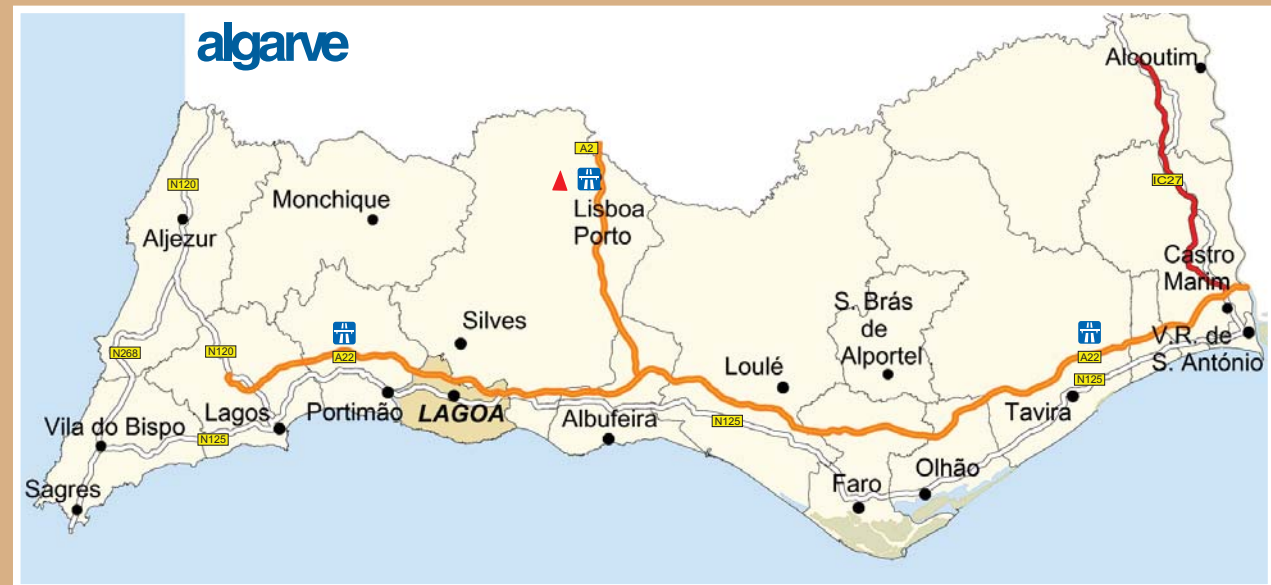 algarve
Alcoutim
A2
N120
IC27
Monchique
Lisboa
Porto
Aljezur
Castro
Marim
S. Brás
de
Alportel
Silves
N268
N120
A22
A22
V.R. de
S. António
Loulé
N125
Lagos
Portimão
LAGOA
Albufeira
N125
Tavira
Vila do Bispo
N125
Olhão
Faro
Sagres